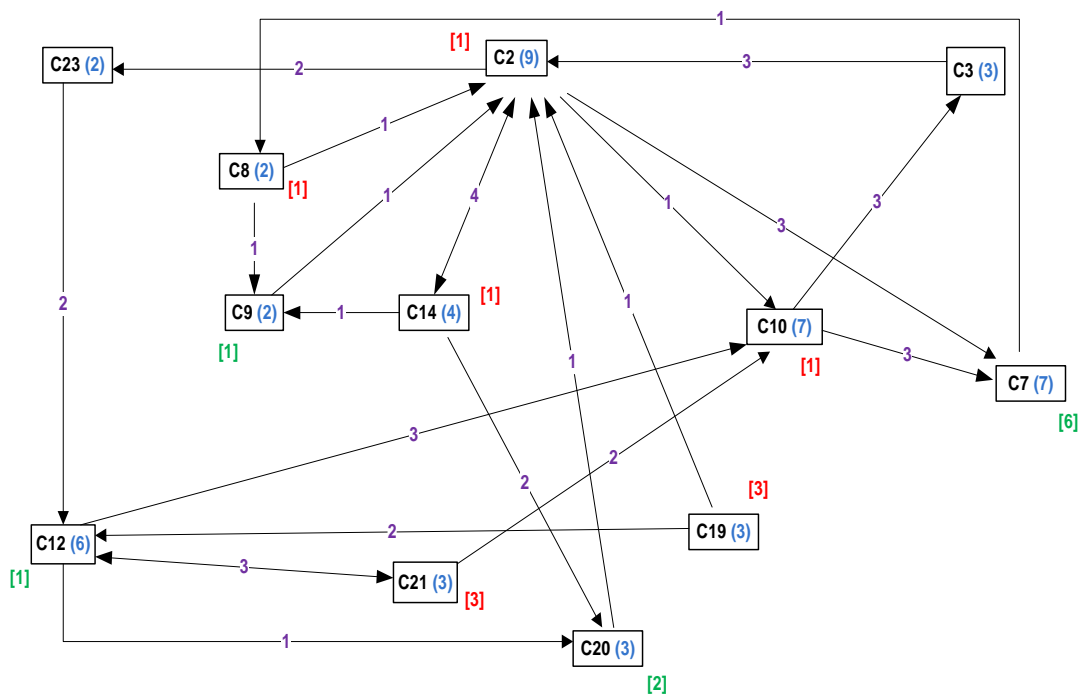 1
[1]
C2 (9)
C23 (2)
2
3
C3 (3)
1
C8 (2)
[1]
1
4
3
1
3
1
2
[1]
1
C9 (2)
1
C14 (4)
C10 (7)
[1]
3
1
[1]
C7 (7)
[6]
3
2
2
[3]
2
C19 (3)
C12 (6)
3
[1]
C21 (3)
[3]
1
C20 (3)
[2]